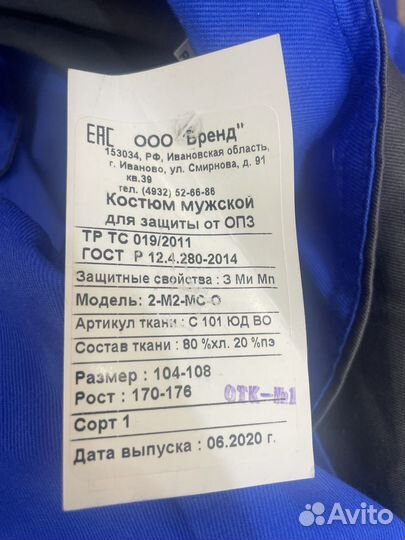 ЕАС ООО "Бренд"
153034, РФ, Ивановская область,
г. Иваново, ул. Смирнова, д. 91
кв.39
тел. (4932) 52-66-86
Костюм мужской
для защиты от ОПЗ
ТР ТС 019/2011
ГОСТ Р 12.4.280-2014
Защитные свойства : З Ми Мп
Модель: 2-М2-МС-О
Артикул ткани : С 101 ЮД ВО
Состав ткани : 80 %хл. 20 %пэ
Размер : 104-108
Рост : 170-176
ОТК-№1
Сорт 1
Дата выпуска : 06.2020 г.
Avito